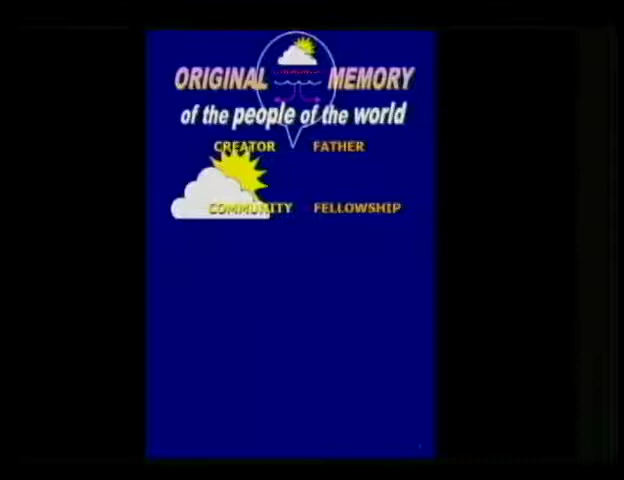 ORIGINAL MEMORY
of the people of the world
CREATOR FATHER
COMMUNITY FELLOWSHIP